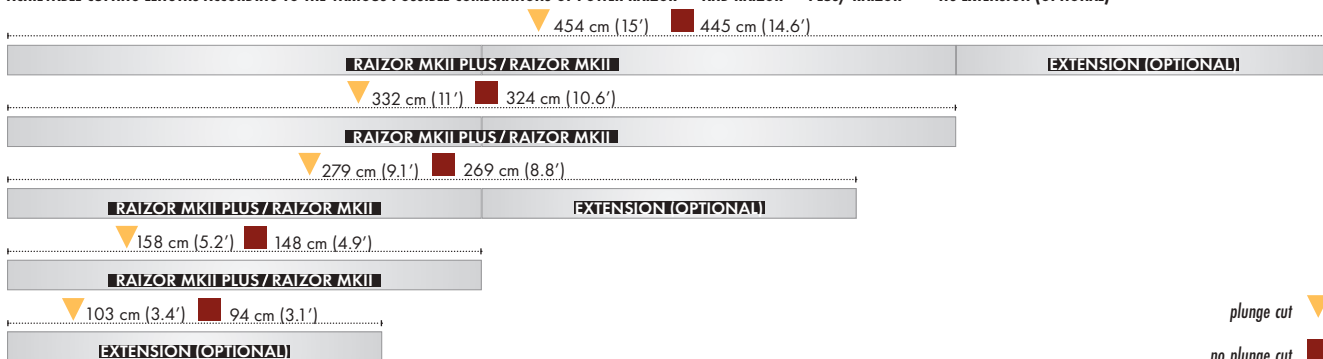 454 cm (15’) 445 cm (14.6’)
RAIZOR MKII PLUS / RAIZOR MKII EXTENSION (OPTIONAL)
332 cm (11’) 324 cm (10.6’)
RAIZOR MKII PLUS / RAIZOR MKII
279 cm (9.1’) 269 cm (8.8’)
RAIZOR MKII PLUS / RAIZOR MKII EXTENSION (OPTIONAL)
158 cm (5.2’) 148 cm (4.9’)
RAIZOR MKII PLUS / RAIZOR MKII
103 cm (3.4’) 94 cm (3.1’)
plunge cut
EXTENSION (OPTIONAL)
no plunge cut